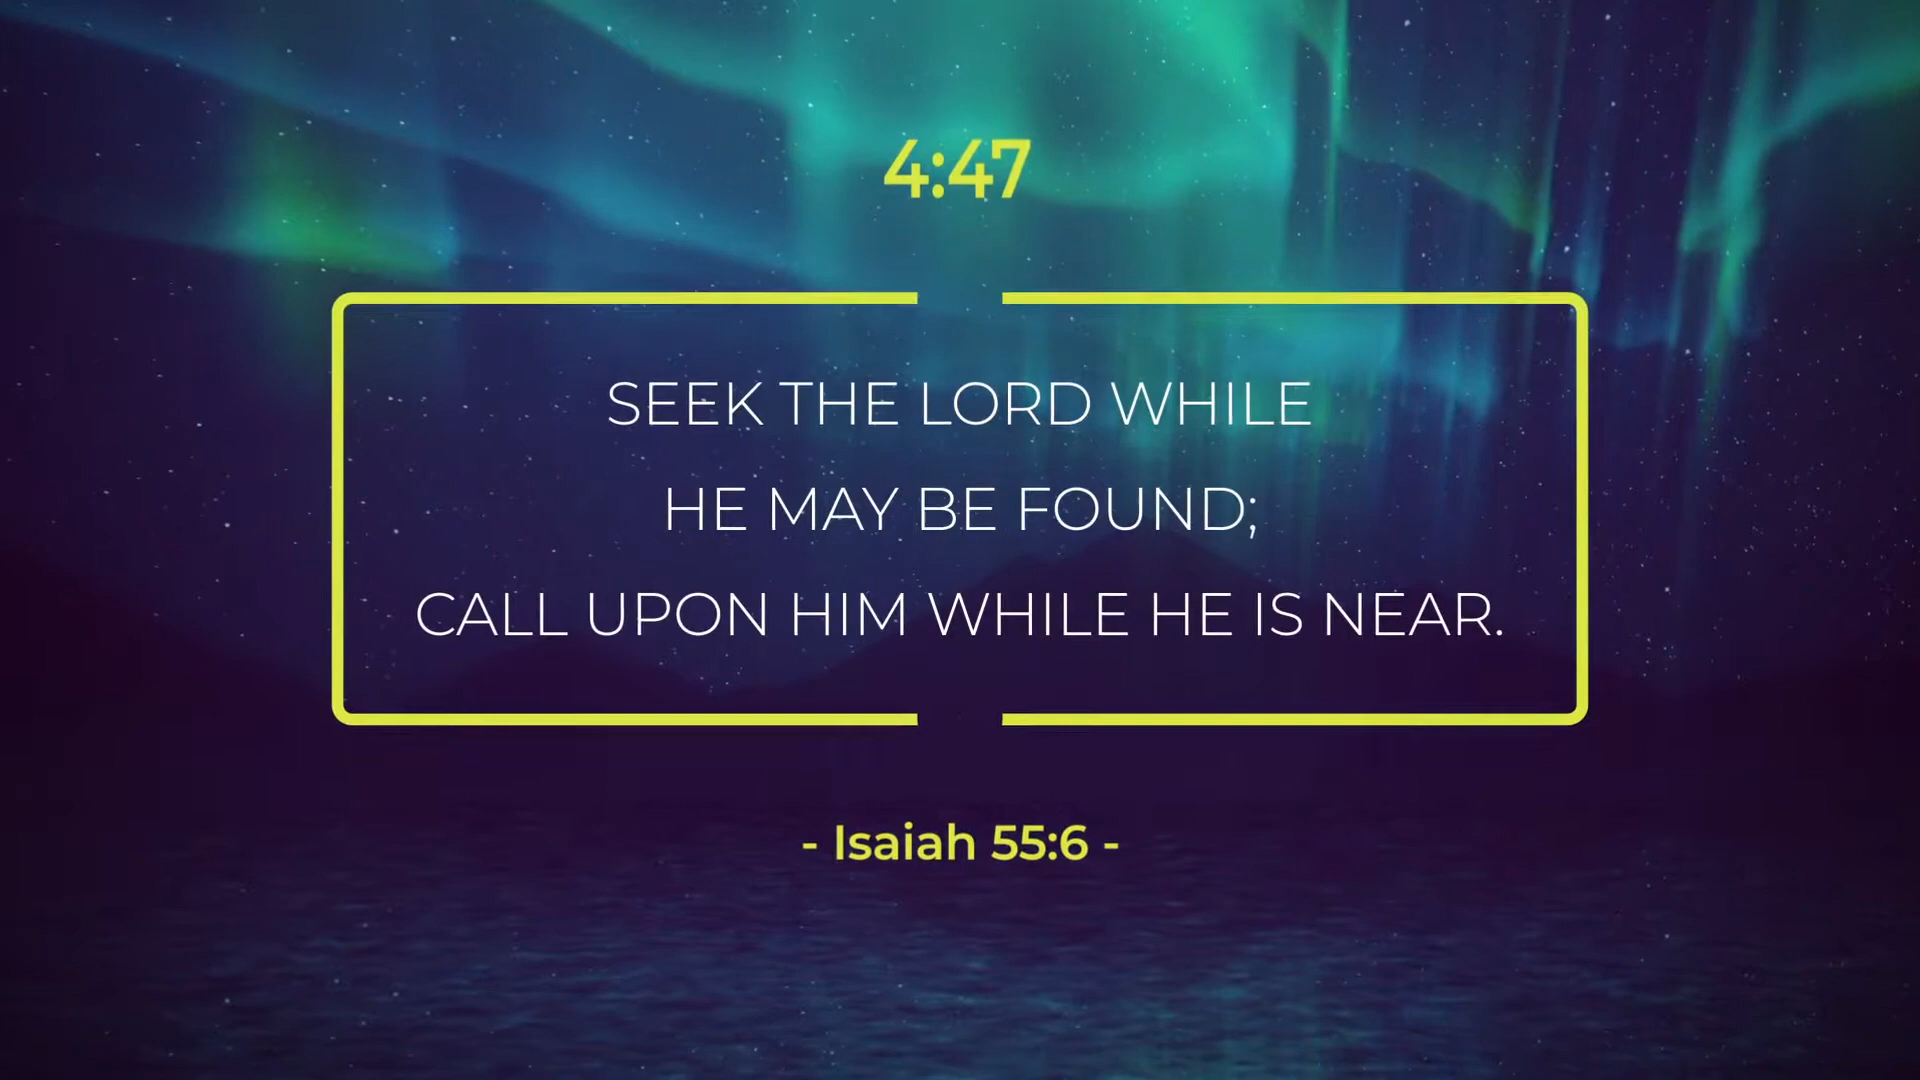 4:47
SEEK THE LORD WHILE
HE MAY BE FOUND;
CALL UPON HIM WHILE HE IS NEAR.
- Isaiah 55:6 -